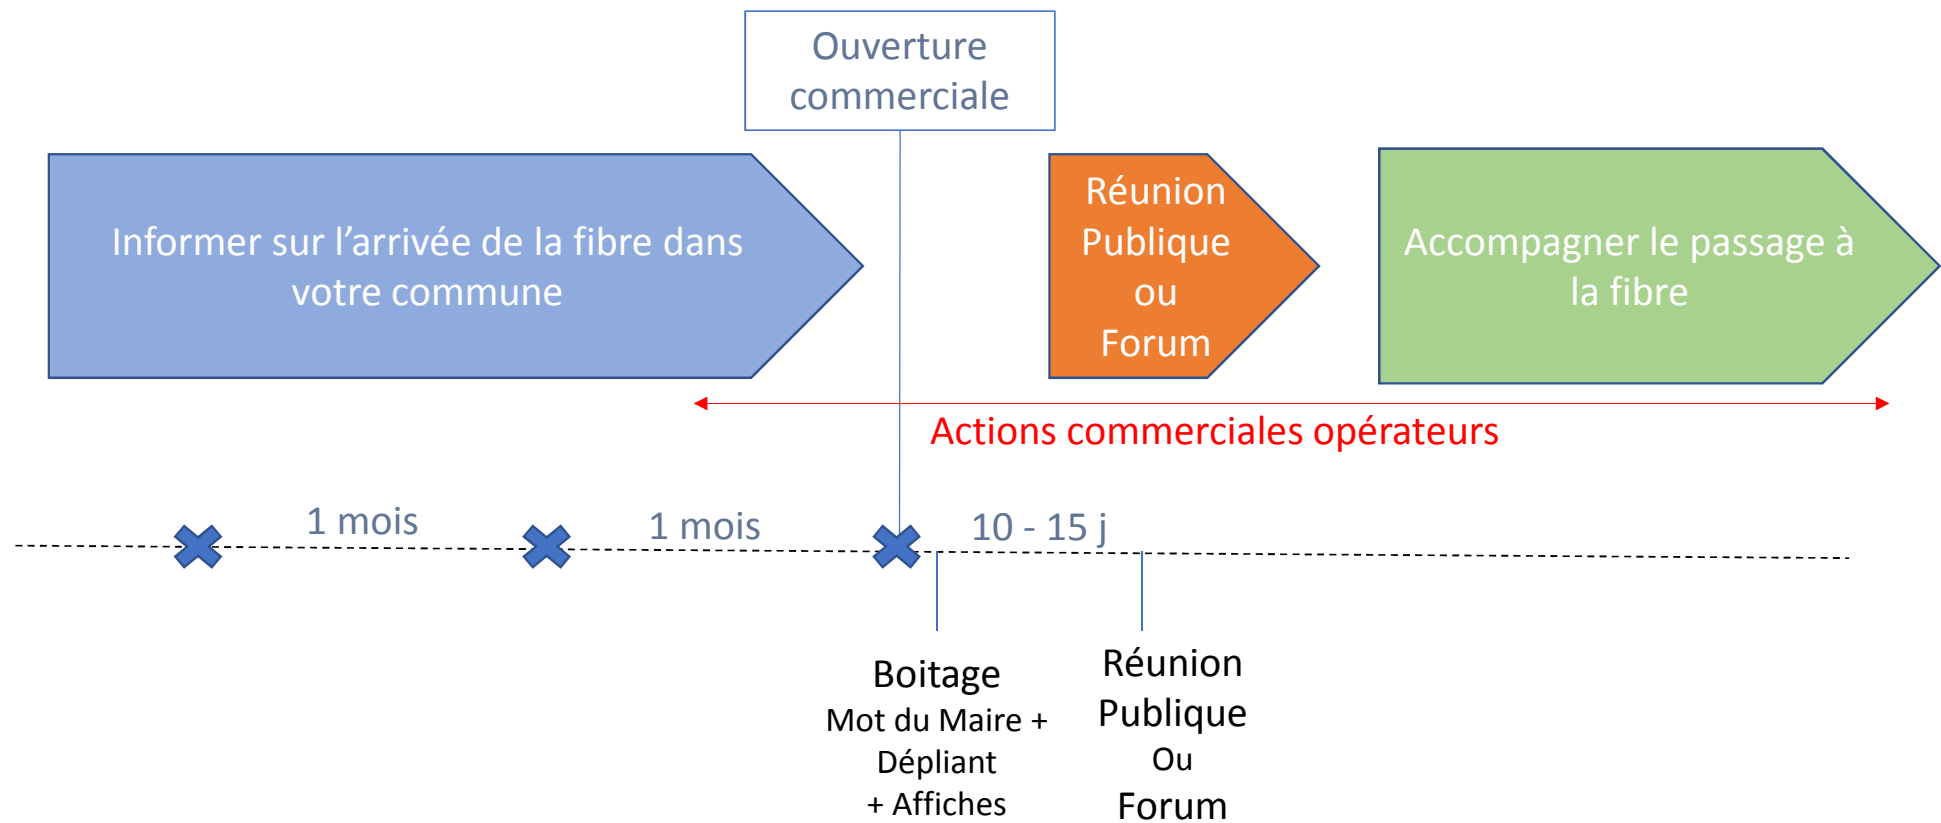 Ouverture
commerciale
Informer sur l’arrivée de la fibre dans
votre commune
Réunion
Publique
ou
Forum
Accompagner le passage à
la fibre
Actions commerciales opérateurs
1 mois
1 mois
10 - 15 j
Boitage
Mot du Maire +
Dépliant
+ Affiches
Réunion
Publique
Ou
Forum